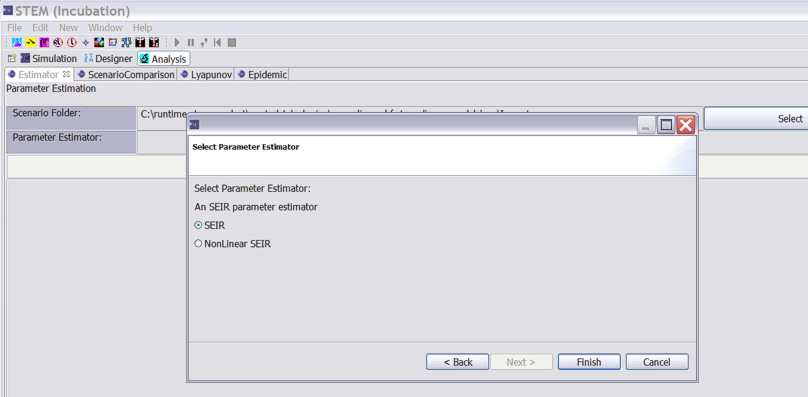 STEM (Incubation)
File Edit New Window Help
Simulation Designer Analysis
Estimator ScenarioComparison Lyapunov Epidemic
Parameter Estimation
Scenario Folder:
Select
Parameter Estimator:
Select Parameter Estimator
Select Parameter Estimator:
An SEIR parameter estimator
SEIR
NonLinear SEIR
< Back Next > Finish Cancel